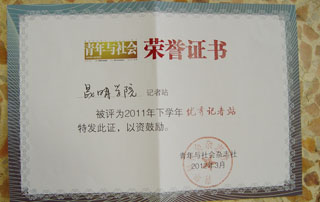 青年与社会 荣誉证书
昆明学院 记者站
被评为2011年下学年优秀记者站
特发此证，以资鼓励。
青年与社会杂志社
2012年3月